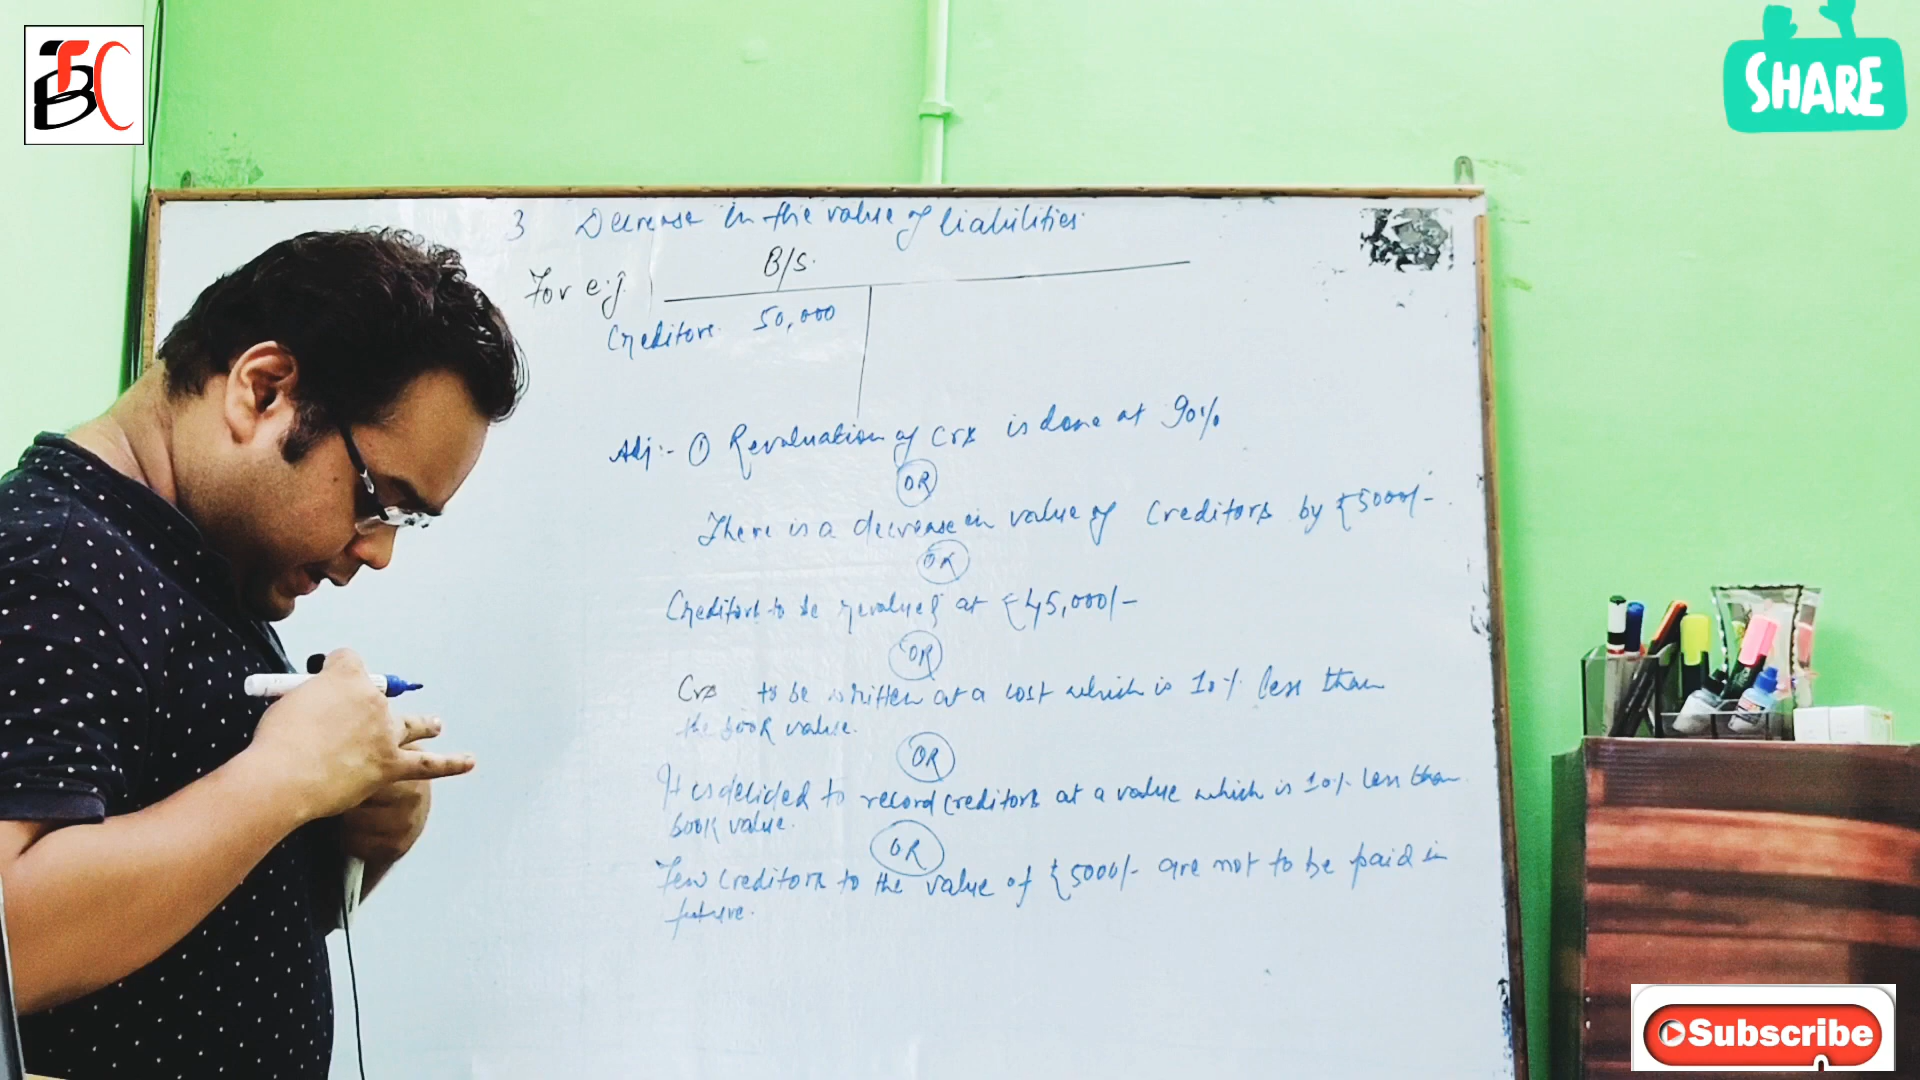 TBC
SHARE
3 Decrease in the value of liabilities
B/S.
For e.g.
Creditors. 50,000
Adj:- ① Revaluation of Crs is done at 90%
OR
There is a decrease in value of Creditors by ₹5000/-
OR
Creditors to be revalued at ₹45,000/-
OR
Crs to be written at a cost which is 10% less than
the book value.
OR
It is decided to record creditors at a value which is 10% less than
book value.
OR
Few creditors to the value of ₹5000/- are not to be paid in
future.
Subscribe